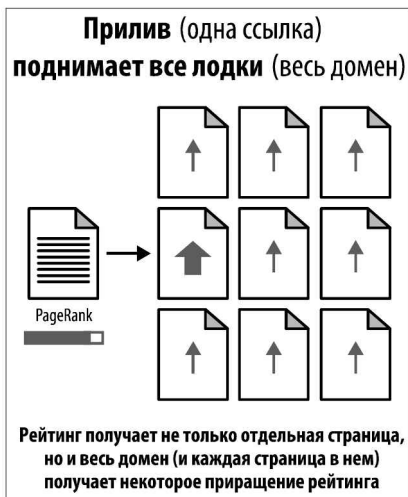 Прилив (одна ссылка)
поднимает все лодки (весь домен)
PageRank
Рейтинг получает не только отдельная страница,
но и весь домен (и каждая страница в нем)
получает некоторое приращение рейтинга